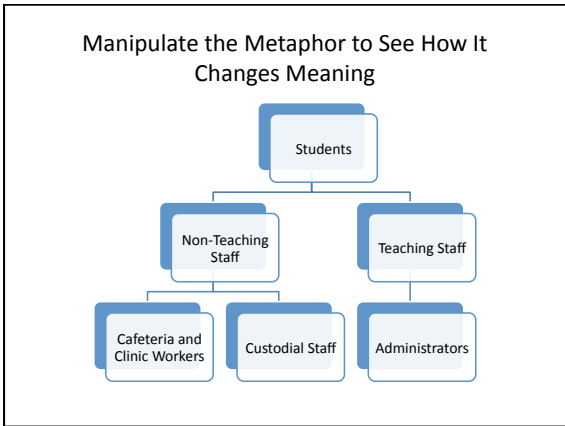 Manipulate the Metaphor to See How It
Changes Meaning
Students
Non-Teaching
Staff
Teaching Staff
Cafeteria and
Clinic Workers
Custodial Staff
Administrators